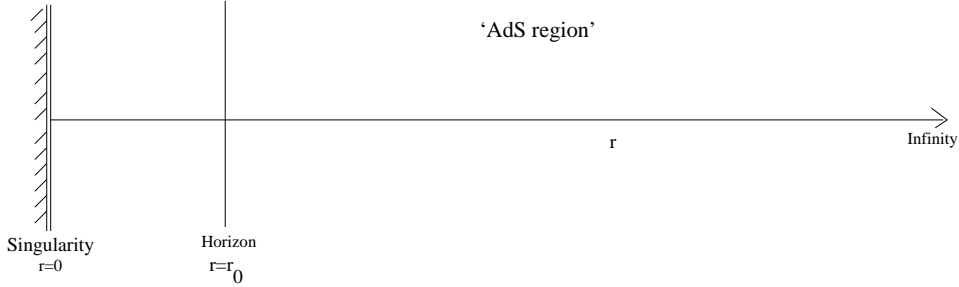 ‘AdS region’
r
Infinity
Singularity
r=0
Horizon
r=r0